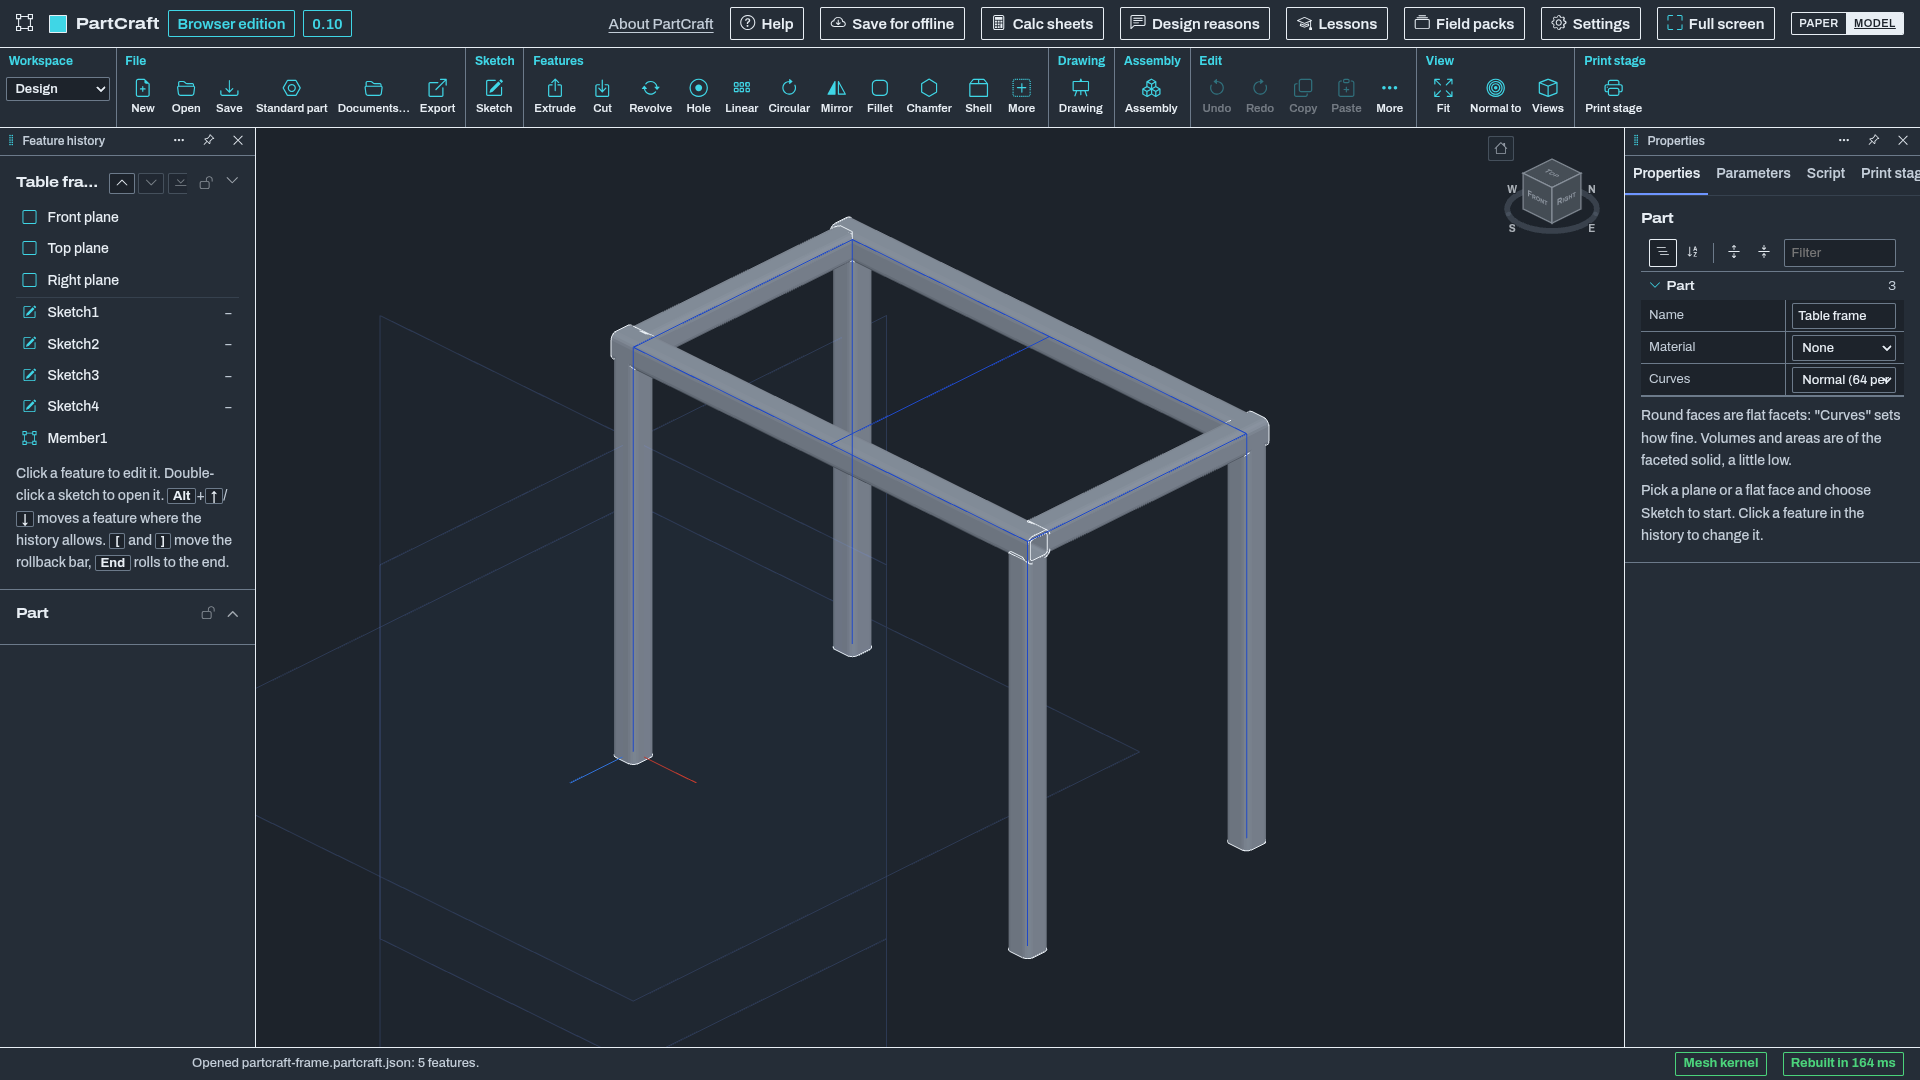 PartCraft Browser edition 0.10 About PartCraft Help Save for offline Calc sheets Design reasons Lessons Field packs Settings Full screen PAPER MODEL
Workspace File Sketch Features Drawing Assembly Edit View Print stage
Design New Open Save Standard part Documents... Export Sketch Extrude Cut Revolve Hole Linear Circular Mirror Fillet Chamfer Shell More Drawing Assembly Undo Redo Copy Paste More Fit Normal to Views Print stage
Feature history
Table fra...
Front plane
Top plane
Right plane
Sketch1 –
Sketch2 –
Sketch3 –
Sketch4 –
Member1
Click a feature to edit it. Double-
click a sketch to open it. Alt+↑/
↓ moves a feature where the
history allows. [ and ] move the
rollback bar, End rolls to the end.
Part
TOP
FRONT RIGHT
W N
S E
Properties
Properties Parameters Script Print stag
Part
Filter
Part 3
Name Table frame
Material None
Curves Normal (64 per
Round faces are flat facets: "Curves" sets
how fine. Volumes and areas are of the
faceted solid, a little low.
Pick a plane or a flat face and choose
Sketch to start. Click a feature in the
history to change it.
Opened partcraft-frame.partcraft.json: 5 features.
Mesh kernel Rebuilt in 164 ms